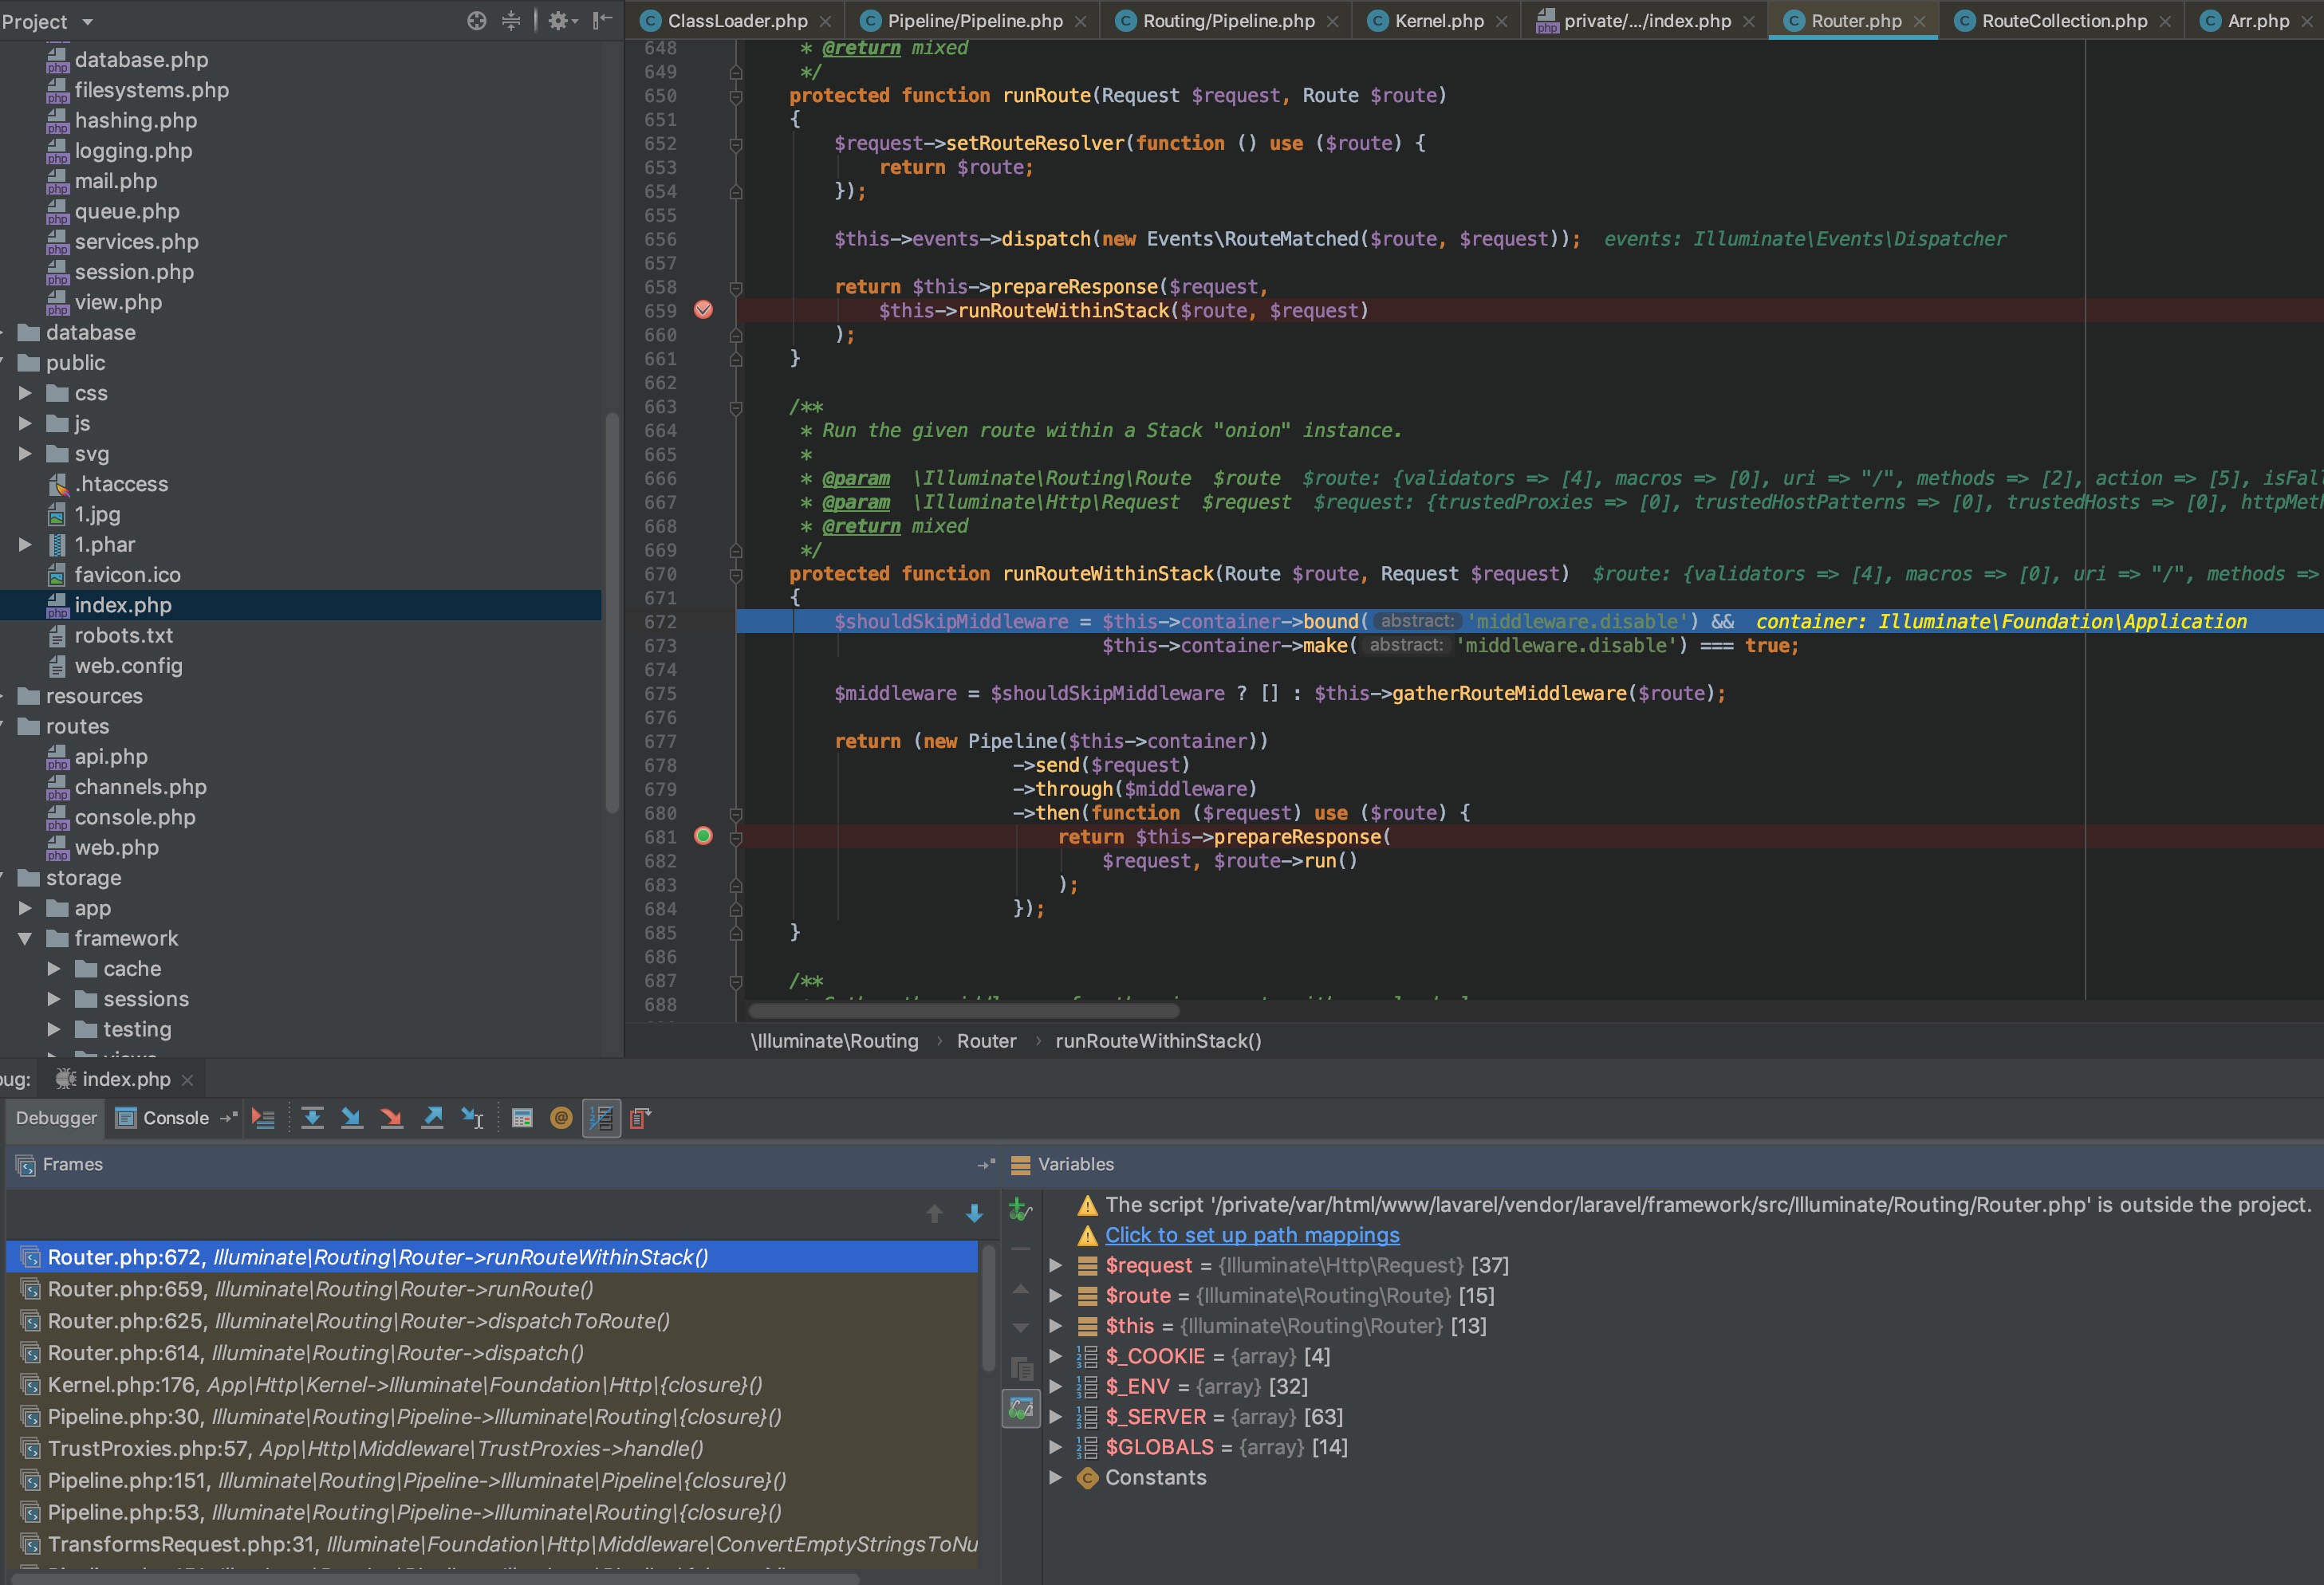 Project
ClassLoader.php
Pipeline/Pipeline.php
Routing/Pipeline.php
Kernel.php
private/.../index.php
Router.php
RouteCollection.php
Arr.php
database.php
filesystems.php
hashing.php
logging.php
mail.php
queue.php
services.php
session.php
view.php
database
public
css
js
svg
.htaccess
1.jpg
1.phar
favicon.ico
index.php
robots.txt
web.config
resources
routes
api.php
channels.php
console.php
web.php
storage
app
framework
cache
sessions
testing
648 * @return mixed
649 */
650 protected function runRoute(Request $request, Route $route)
651 {
652 $request->setRouteResolver(function () use ($route) {
653 return $route;
654 });
655
656 $this->events->dispatch(new Events\RouteMatched($route, $request)); events: Illuminate\Events\Dispatcher
657
658 return $this->prepareResponse($request,
659 $this->runRouteWithinStack($route, $request)
660 );
661 }
662
663 /**
664 * Run the given route within a Stack "onion" instance.
665 *
666 * @param \Illuminate\Routing\Route $route $route: {validators => [4], macros => [0], uri => "/", methods => [2], action => [5], isFal
667 * @param \Illuminate\Http\Request $request $request: {trustedProxies => [0], trustedHostPatterns => [0], trustedHosts => [0], httpMet
668 * @return mixed
669 */
670 protected function runRouteWithinStack(Route $route, Request $request) $route: {validators => [4], macros => [0], uri => "/", methods =>
671 {
672 $shouldSkipMiddleware = $this->container->bound( abstract: 'middleware.disable') && container: Illuminate\Foundation\Application
673 $this->container->make( abstract: 'middleware.disable') === true;
674
675 $middleware = $shouldSkipMiddleware ? [] : $this->gatherRouteMiddleware($route);
676
677 return (new Pipeline($this->container))
678 ->send($request)
679 ->through($middleware)
680 ->then(function ($request) use ($route) {
681 return $this->prepareResponse(
682 $request, $route->run()
683 );
684 });
685 }
686
687 /**
688
\Illuminate\Routing › Router › runRouteWithinStack()
ug: index.php
Debugger Console
Frames
Router.php:672, Illuminate\Routing\Router->runRouteWithinStack()
Router.php:659, Illuminate\Routing\Router->runRoute()
Router.php:625, Illuminate\Routing\Router->dispatchToRoute()
Router.php:614, Illuminate\Routing\Router->dispatch()
Kernel.php:176, App\Http\Kernel->Illuminate\Foundation\Http\{closure}()
Pipeline.php:30, Illuminate\Routing\Pipeline->Illuminate\Routing\{closure}()
TrustProxies.php:57, App\Http\Middleware\TrustProxies->handle()
Pipeline.php:151, Illuminate\Routing\Pipeline->Illuminate\Pipeline\{closure}()
Pipeline.php:53, Illuminate\Routing\Pipeline->Illuminate\Routing\{closure}()
TransformsRequest.php:31, Illuminate\Foundation\Http\Middleware\ConvertEmptyStringsToNu
Variables
The script '/private/var/html/www/lavarel/vendor/laravel/framework/src/Illuminate/Routing/Router.php' is outside the project.
Click to set up path mappings
$request = {Illuminate\Http\Request} [37]
$route = {Illuminate\Routing\Route} [15]
$this = {Illuminate\Routing\Router} [13]
$_COOKIE = {array} [4]
$_ENV = {array} [32]
$_SERVER = {array} [63]
$GLOBALS = {array} [14]
Constants